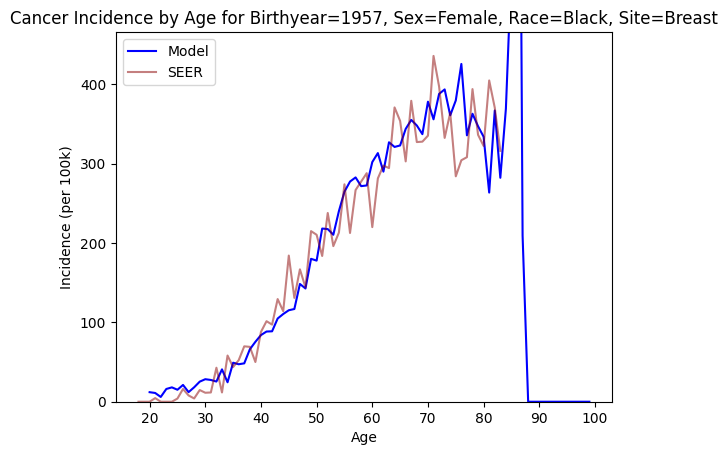 Cancer Incidence by Age for Birthyear=1957, Sex=Female, Race=Black, Site=Breast
Model
SEER
400
300
200
100
0
Incidence (per 100k)
20 30 40 50 60 70 80 90 100
Age